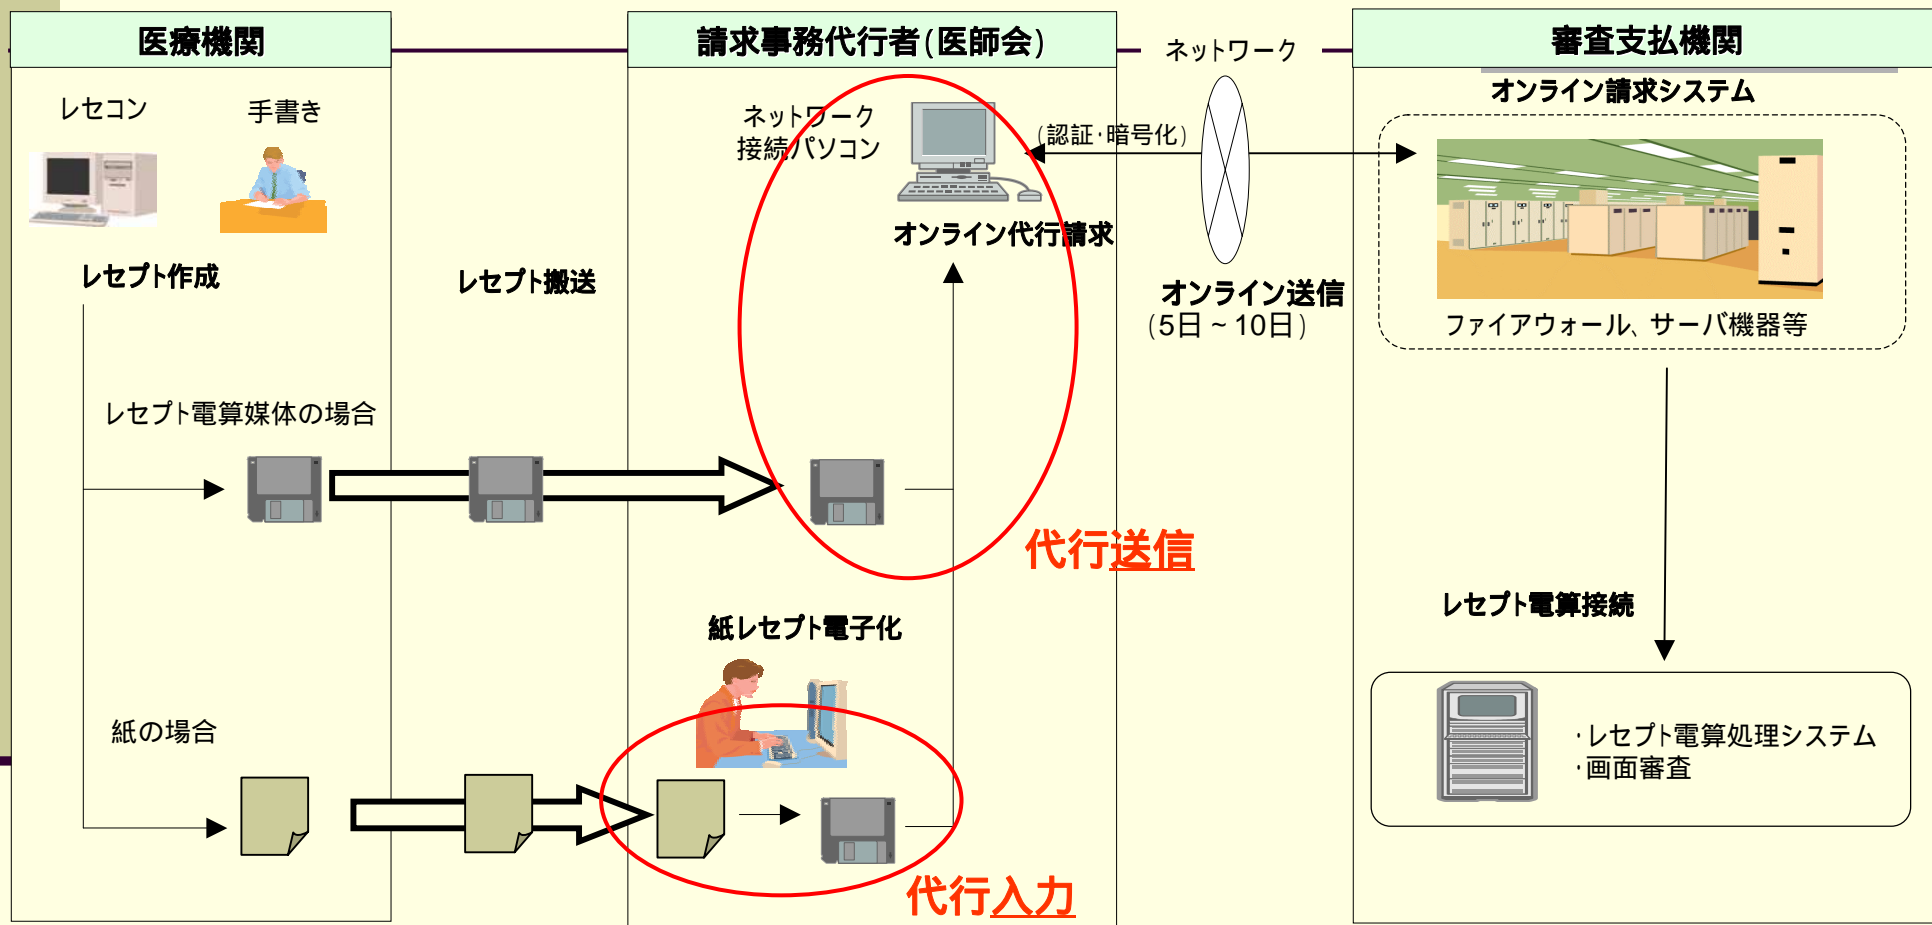 医療機関
請求事務代行者(医師会)
ネットワーク
審査支払機関
レセコン
手書き
ネットワーク
接続パソコン
(認証・暗号化)
オンライン請求システム
オンライン代行請求
レセプト作成
レセプト搬送
オンライン送信
(5日~10日)
ファイアウォール、サーバ機器等
レセプト電算媒体の場合
代行送信
レセプト電算接続
紙レセプト電子化
紙の場合
・レセプト電算処理システム
・画面審査
代行入力